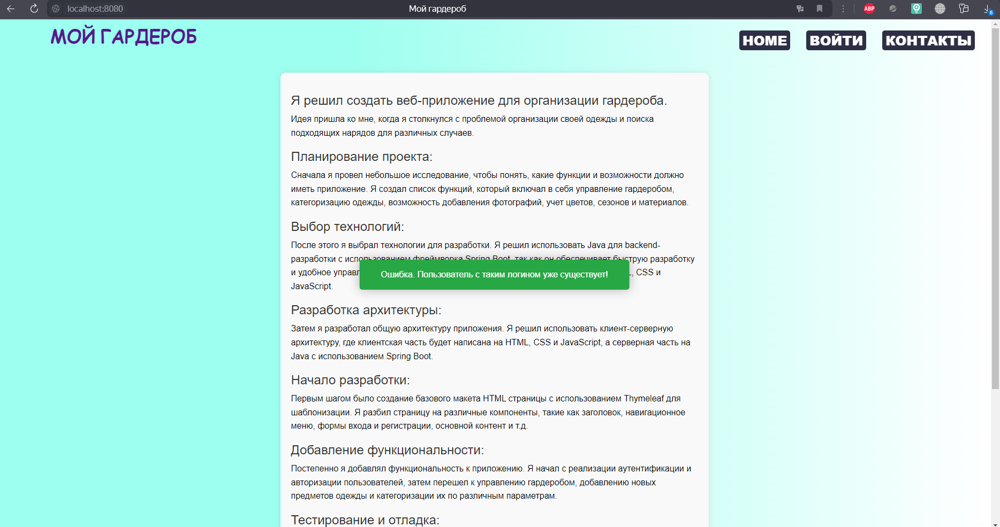 localhost:8080
Мой гардероб
ABP
6
МОЙ ГАРДЕРОБ
HOME
ВОЙТИ
КОНТАКТЫ
Я решил создать веб-приложение для организации гардероба.
Идея пришла ко мне, когда я столкнулся с проблемой организации своей одежды и поиска
подходящих нарядов для различных случаев.
Планирование проекта:
Сначала я провел небольшое исследование, чтобы понять, какие функции и возможности должно
иметь приложение. Я создал список функций, который включал в себя управление гардеробом,
категоризацию одежды, возможность добавления фотографий, учет цветов, сезонов и материалов.
Выбор технологий:
После этого я выбрал технологии для разработки. Я решил использовать Java для backend-
разработки с использованием фреймворка Spring Boot, так как он обеспечивает быструю разработку
и удобное CSS и
JavaScript.
Ошибка. Пользователь с таким логином уже существует!
Разработка архитектуры:
Затем я разработал общую архитектуру приложения. Я решил использовать клиент-серверную
архитектуру, где клиентская часть будет написана на HTML, CSS и JavaScript, а серверная часть на
Java с использованием Spring Boot.
Начало разработки:
Первым шагом было создание базового макета HTML страницы с использованием Thymeleaf для
шаблонизации. Я разбил страницу на различные компоненты, такие как заголовок, навигационное
меню, формы входа и регистрации, основной контент и т.д.
Добавление функциональности:
Постепенно я добавлял функциональность к приложению. Я начал с реализации аутентификации и
авторизации пользователей, затем перешел к управлению гардеробом, добавлению новых
предметов одежды и категоризации их по различным параметрам.
Тестирование и отладка: